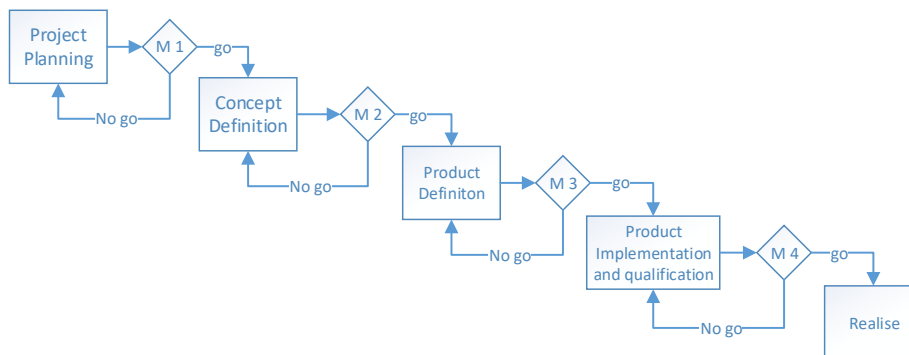 Project
Planning
M 1
go
No go
Concept
Definition
M 2
go
No go
Product
Definiton
M 3
go
No go
Product
Implementation
and qualification
M 4
go
No go
Realise